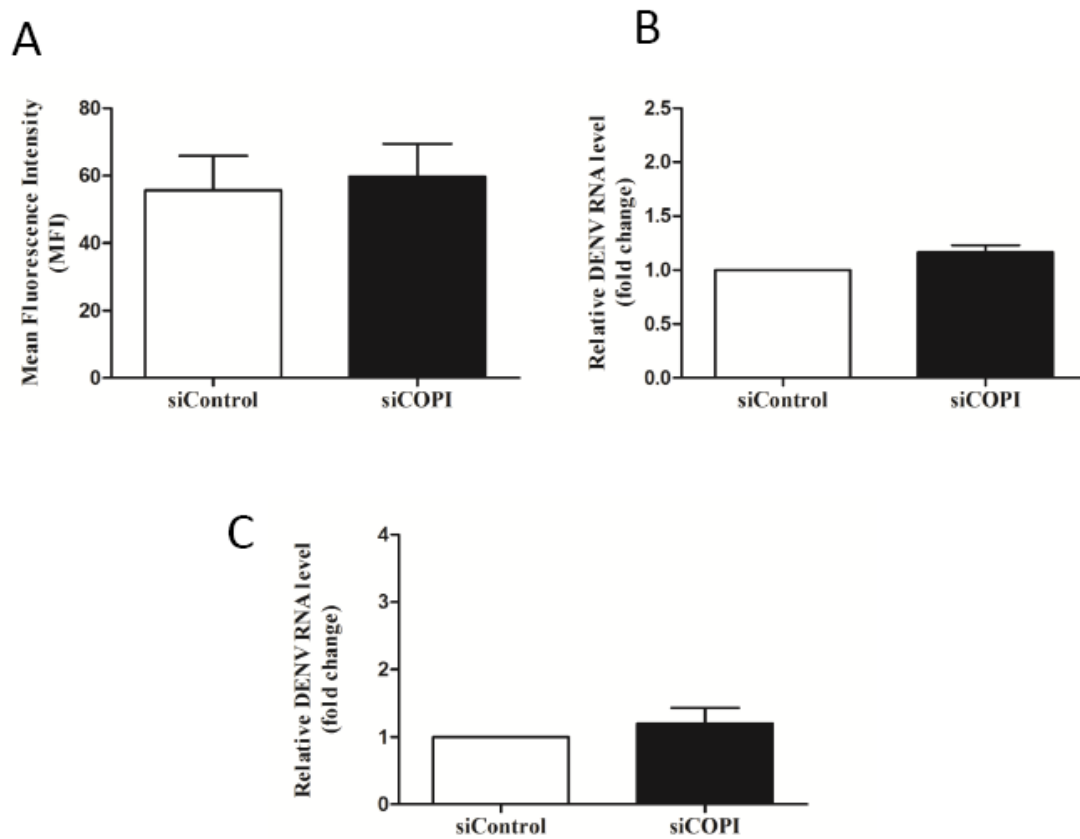 A
Mean Fluorescence Intensity
(MFI)
80
60
40
20
0
siControl
siCOPI
B
Relative DENV RNA level
(fold change)
2.5
2.0
1.5
1.0
0.5
0.0
siControl
siCOPI
C
Relative DENV RNA level
(fold change)
4
3
2
1
0
siControl
siCOPI